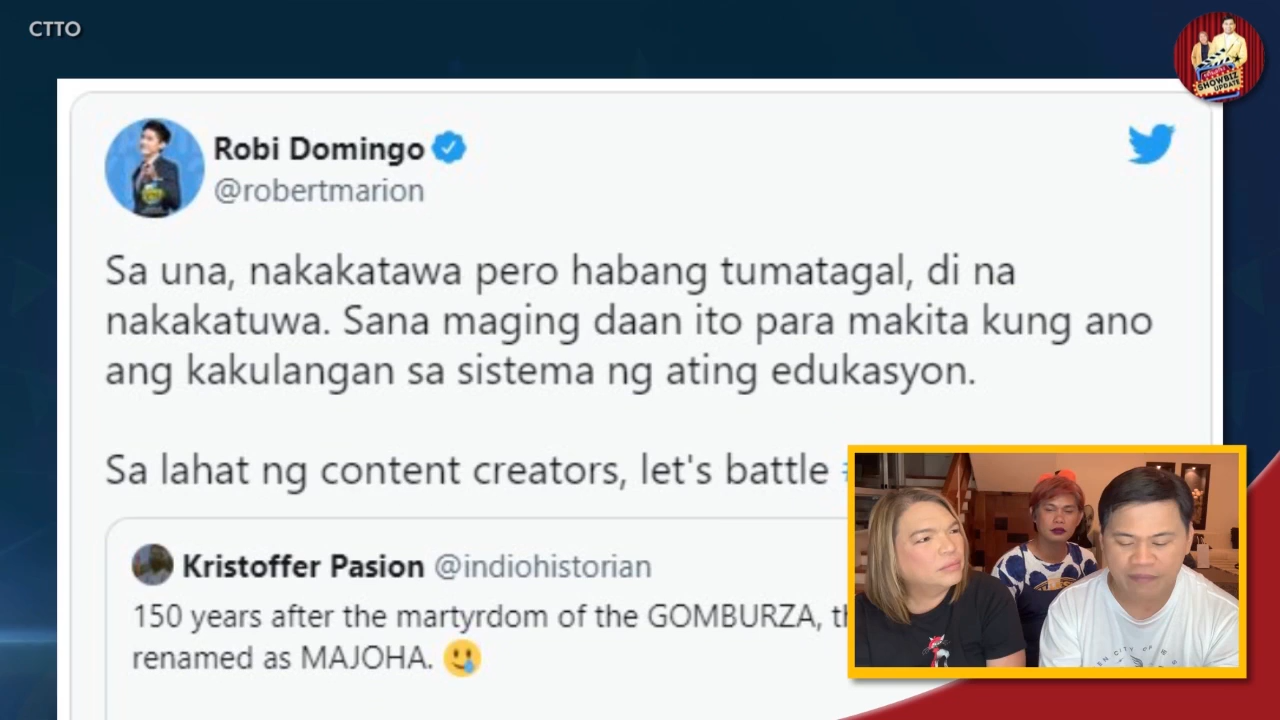 CTTO
SHOWBIZ
UPDATE
Robi Domingo
@robertmarion
Sa una, nakakatawa pero habang tumatagal, di na
nakakatuwa. Sana maging daan ito para makita kung ano
ang kakulangan sa sistema ng ating edukasyon.
Sa lahat ng content creators, let's battle
Kristoffer Pasion @indiohistorian
150 years after the martyrdom of the GOMBURZA,
renamed as MAJOHA. 🥲